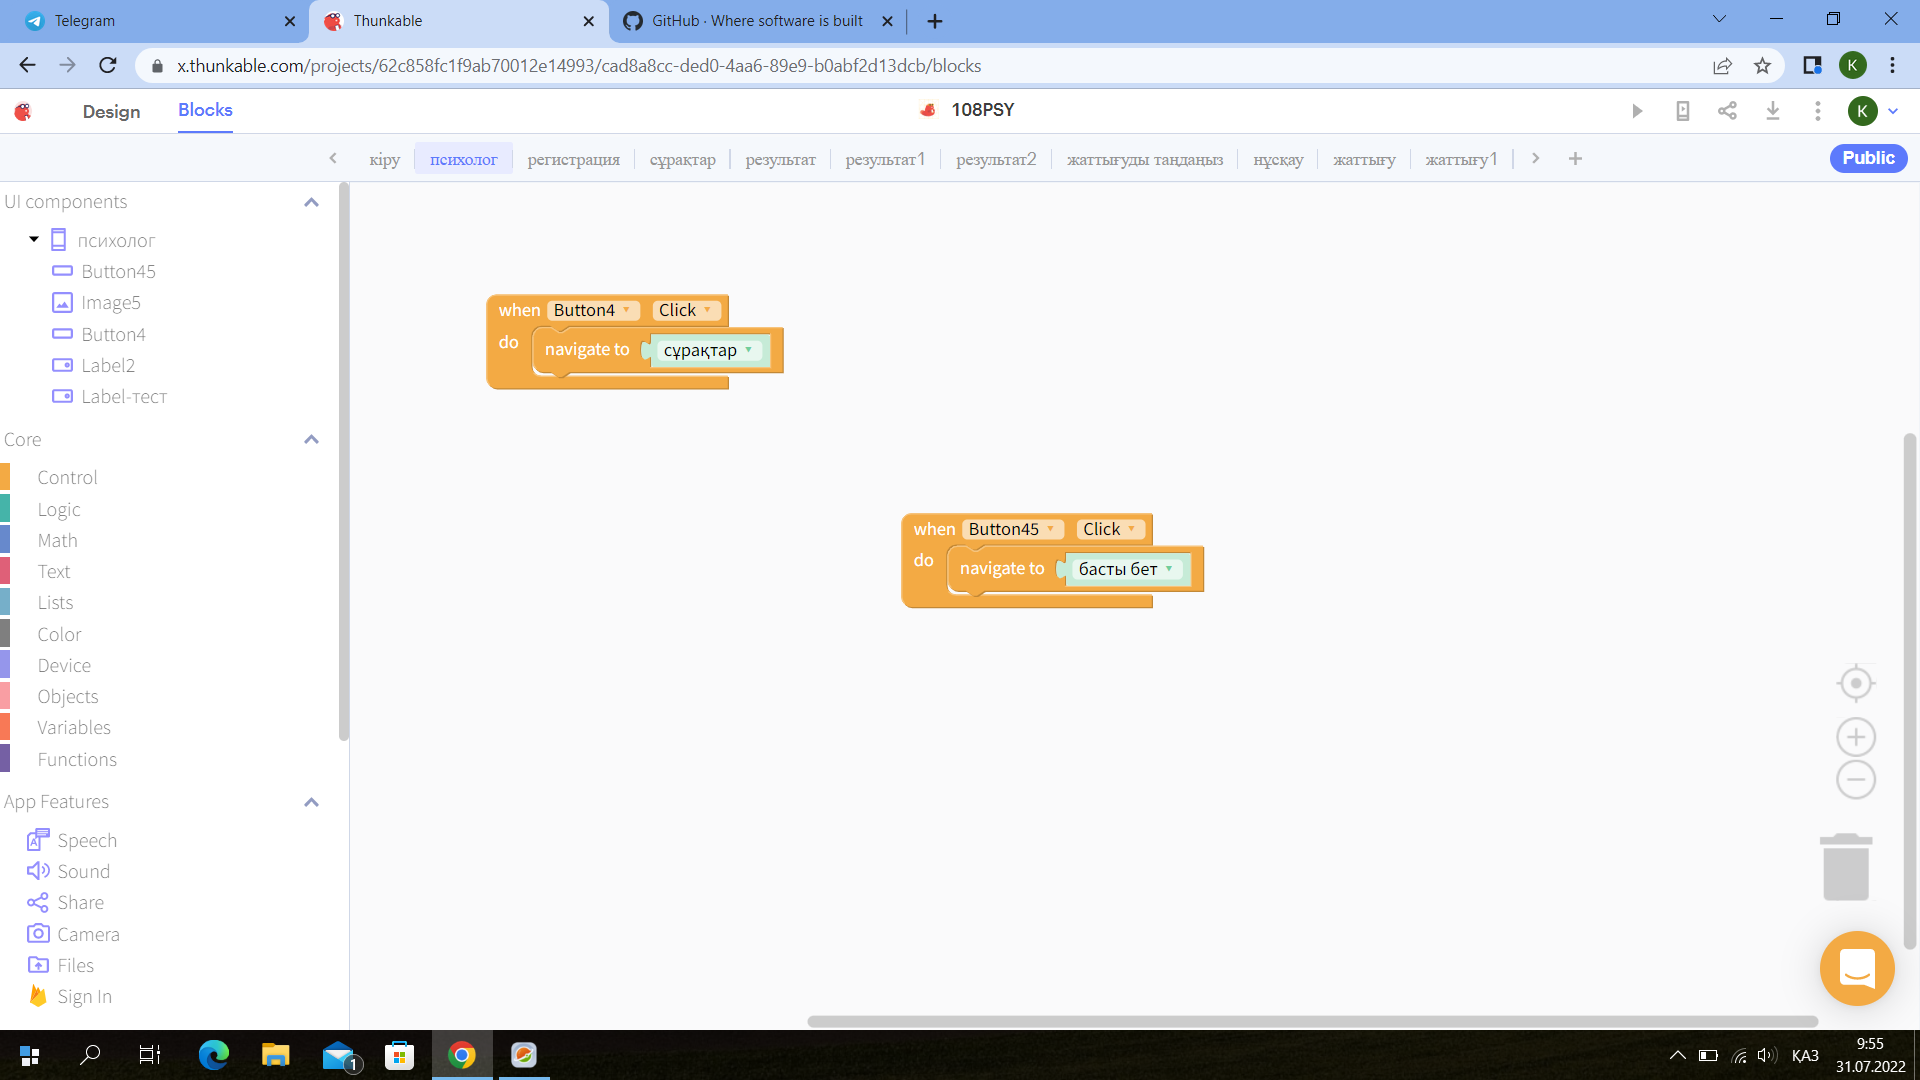 Telegram
Thunkable
GitHub · Where software is built
x.thunkable.com/projects/62c858fc1f9ab70012e14993/cad8a8cc-ded0-4aa6-89e9-b0abf2d13dcb/blocks
K
Design
Blocks
108PSY
K
кіру
психолог
регистрация
сұрақтар
результат
результат1
результат2
жаттығуды таңдаңыз
нұсқау
жаттығу
жаттығу1
Public
UI components
психолог
Button45
Image5
Button4
Label2
Label-тест
Core
Control
Logic
Math
Text
Lists
Color
Device
Objects
Variables
Functions
App Features
Speech
Sound
Share
Camera
Files
Sign In
when Button4 Click
do navigate to сұрақтар
when Button45 Click
do navigate to басты бет
1
ҚАЗ
9:55
31.07.2022